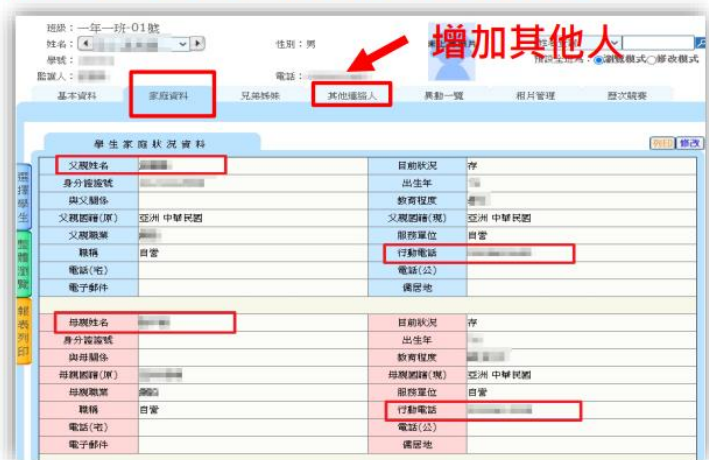 班級：一年一班-01號
增加其他人
姓名： 性別：男
學號： 預設全部為：瀏覽模式 修改模式
監護人： 電話：
基本資料 家庭資料 兄弟姊妹 其他連絡人 異動一覽 相片管理 歷次競賽
學生家庭狀況資料 列印 修改
選擇學生
整體瀏覽
報表列印
父親姓名 目前狀況 存
身分證證號 出生年
與父關係 教育程度
父親國籍(原) 亞洲 中華民國 父親國籍(現) 亞洲 中華民國
父親職業 服務單位 自營
職稱 自營 行動電話
電話(宅) 電話(公)
電子郵件 僑居地
母親姓名 目前狀況 存
身分證證號 出生年
與母關係 教育程度
母親國籍(原) 母親國籍(現) 亞洲 中華民國
母親職業 服務單位 自營
職稱 自營 行動電話
電話(宅) 電話(公)
電子郵件 僑居地